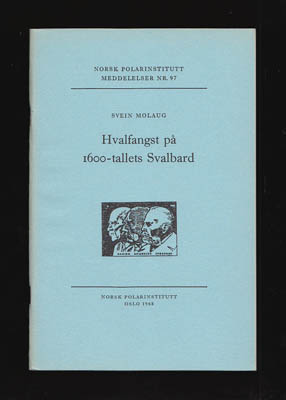 NORSK POLARINSTITUTT
MEDDELELSER NR. 97
SVEIN MOLAUG
Hvalfangst på
1600-tallets Svalbard
NORSK POLARINSTITUTT
OSLO 1968